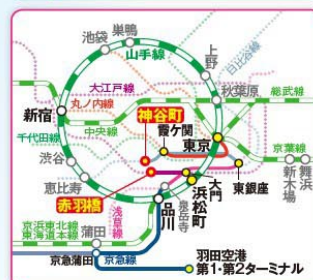 池袋
巣鴨
山手線
上野
日比谷線
大江戸線
丸ノ内線
秋葉原
総武線
新宿
中央線
神谷町
霞ケ関
千代田線
東京
京葉線
渋谷
赤羽橋
恵比寿
浅草線
品川
泉岳寺
大門
浜松町
東銀座
新木場
舞浜
京浜東北線
東海道本線
蒲田
京急蒲田
京急線
羽田空港
第1・第2ターミナル